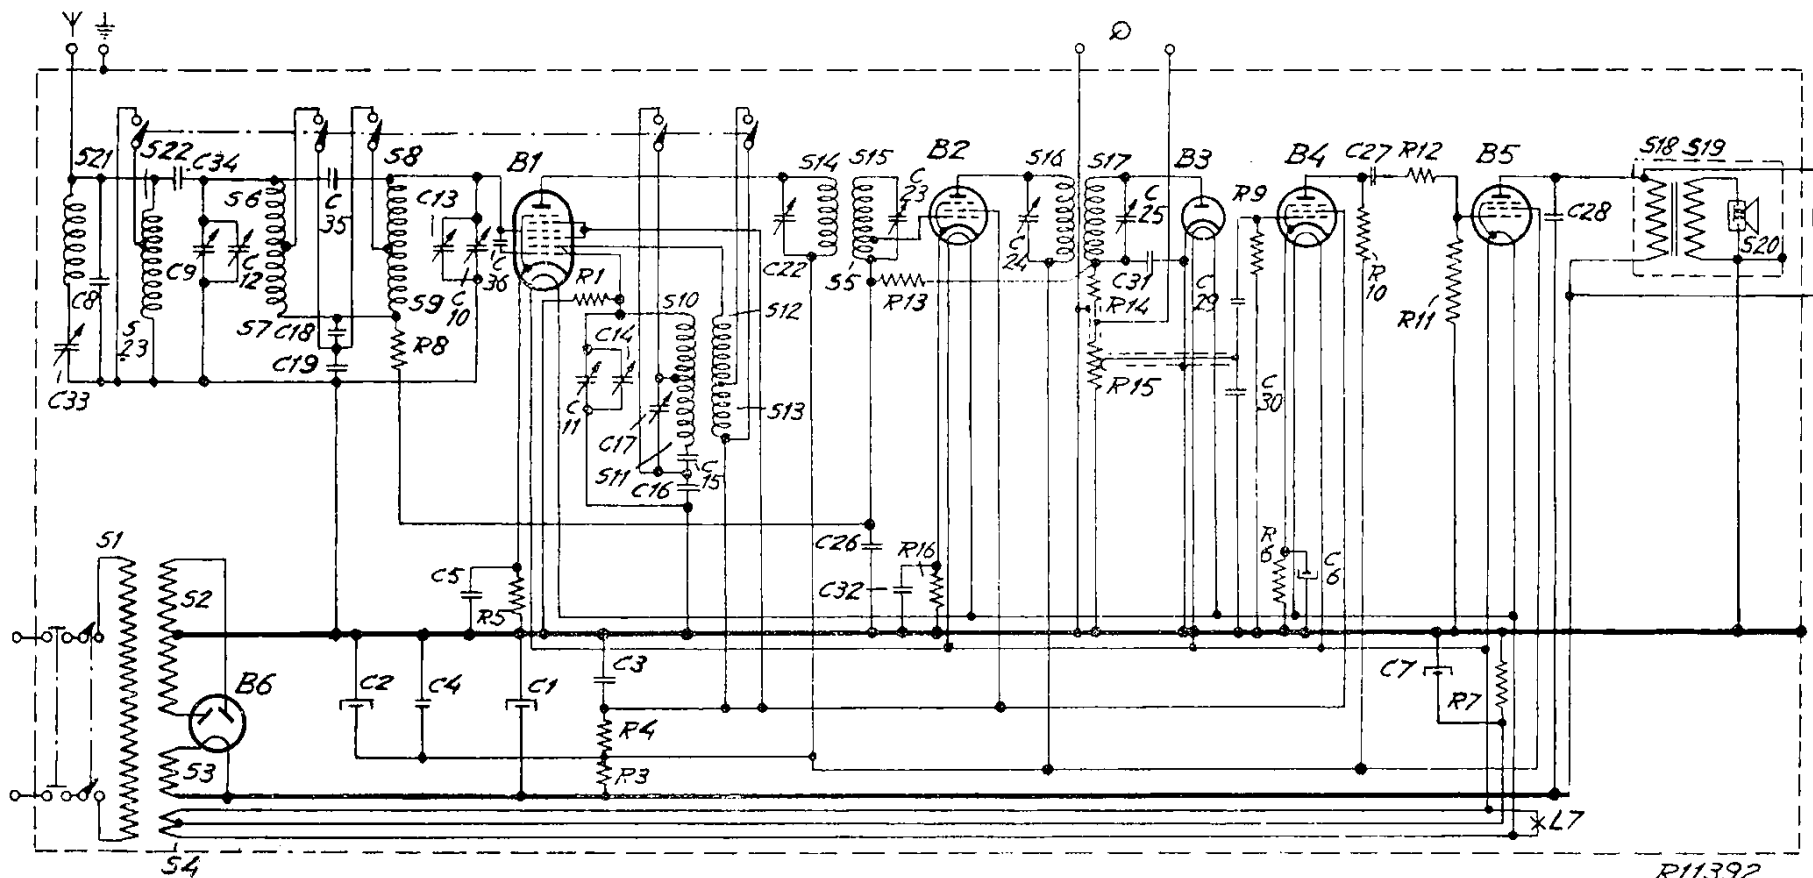 S21
S22
C34
S8
B1
S14
S15
B2
S16
S17
B3
B4
C27
R12
B5
S18
S19
S6
C
35
C13
C
23
C
25
R9
C28
S20
C8
C9
C
12
C
36
C
10
R1
C22
S5
R13
C
24
C31
C
29
R
10
S
23
S7
C18
C19
S9
R8
C14
S10
S12
R14
R11
C33
C
11
C17
S11
C16
C
15
S13
R15
C
30
S1
S2
C5
R5
C26
C32
R16
R
6
C
6
B6
S3
C2
C4
C1
C3
R4
R3
C7
R7
S4
L7
R11392